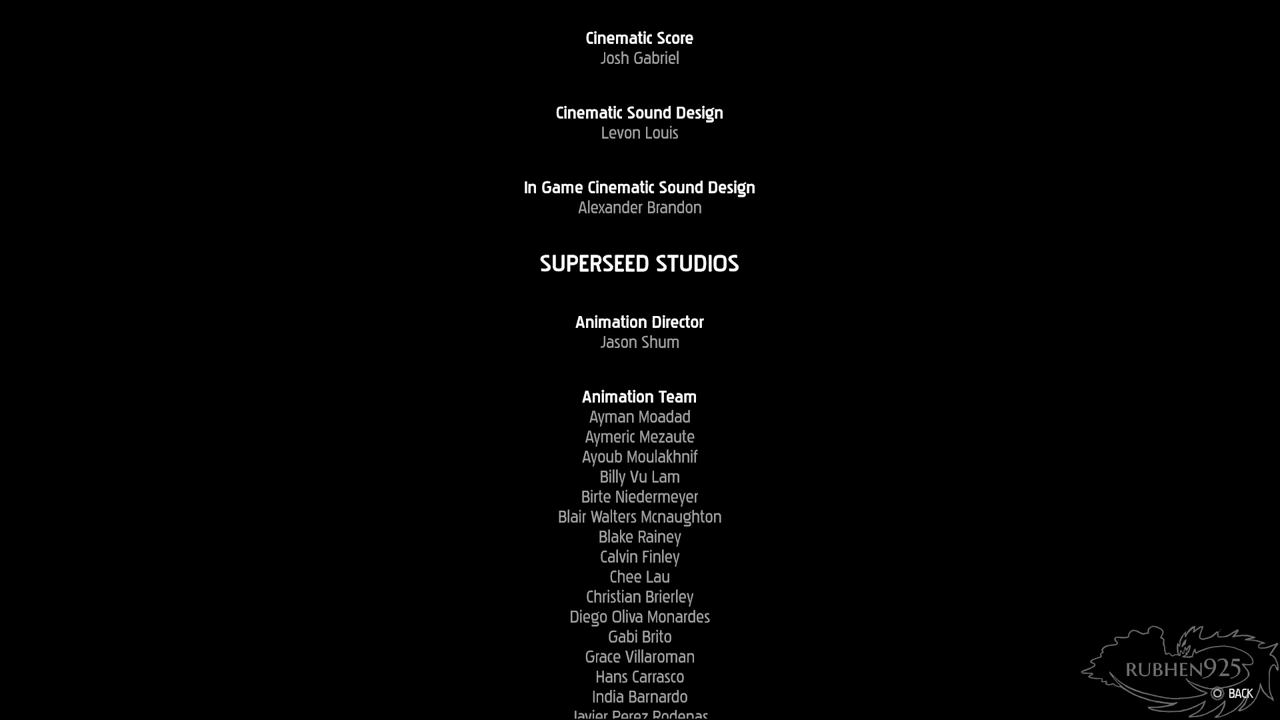 Cinematic Score
Josh Gabriel
Cinematic Sound Design
Levon Louis
In Game Cinematic Sound Design
Alexander Brandon
SUPERSEED STUDIOS
Animation Director
Jason Shum
Animation Team
Ayman Moadad
Aymeric Mezaute
Ayoub Moulakhnif
Billy Vu Lam
Birte Niedermeyer
Blair Walters Mcnaughton
Blake Rainey
Calvin Finley
Chee Lau
Christian Brierley
Diego Oliva Monardes
Gabi Brito
Grace Villaroman
Hans Carrasco
India Barnardo
Javier Perez Rodenas
RUBHEN925
BACK